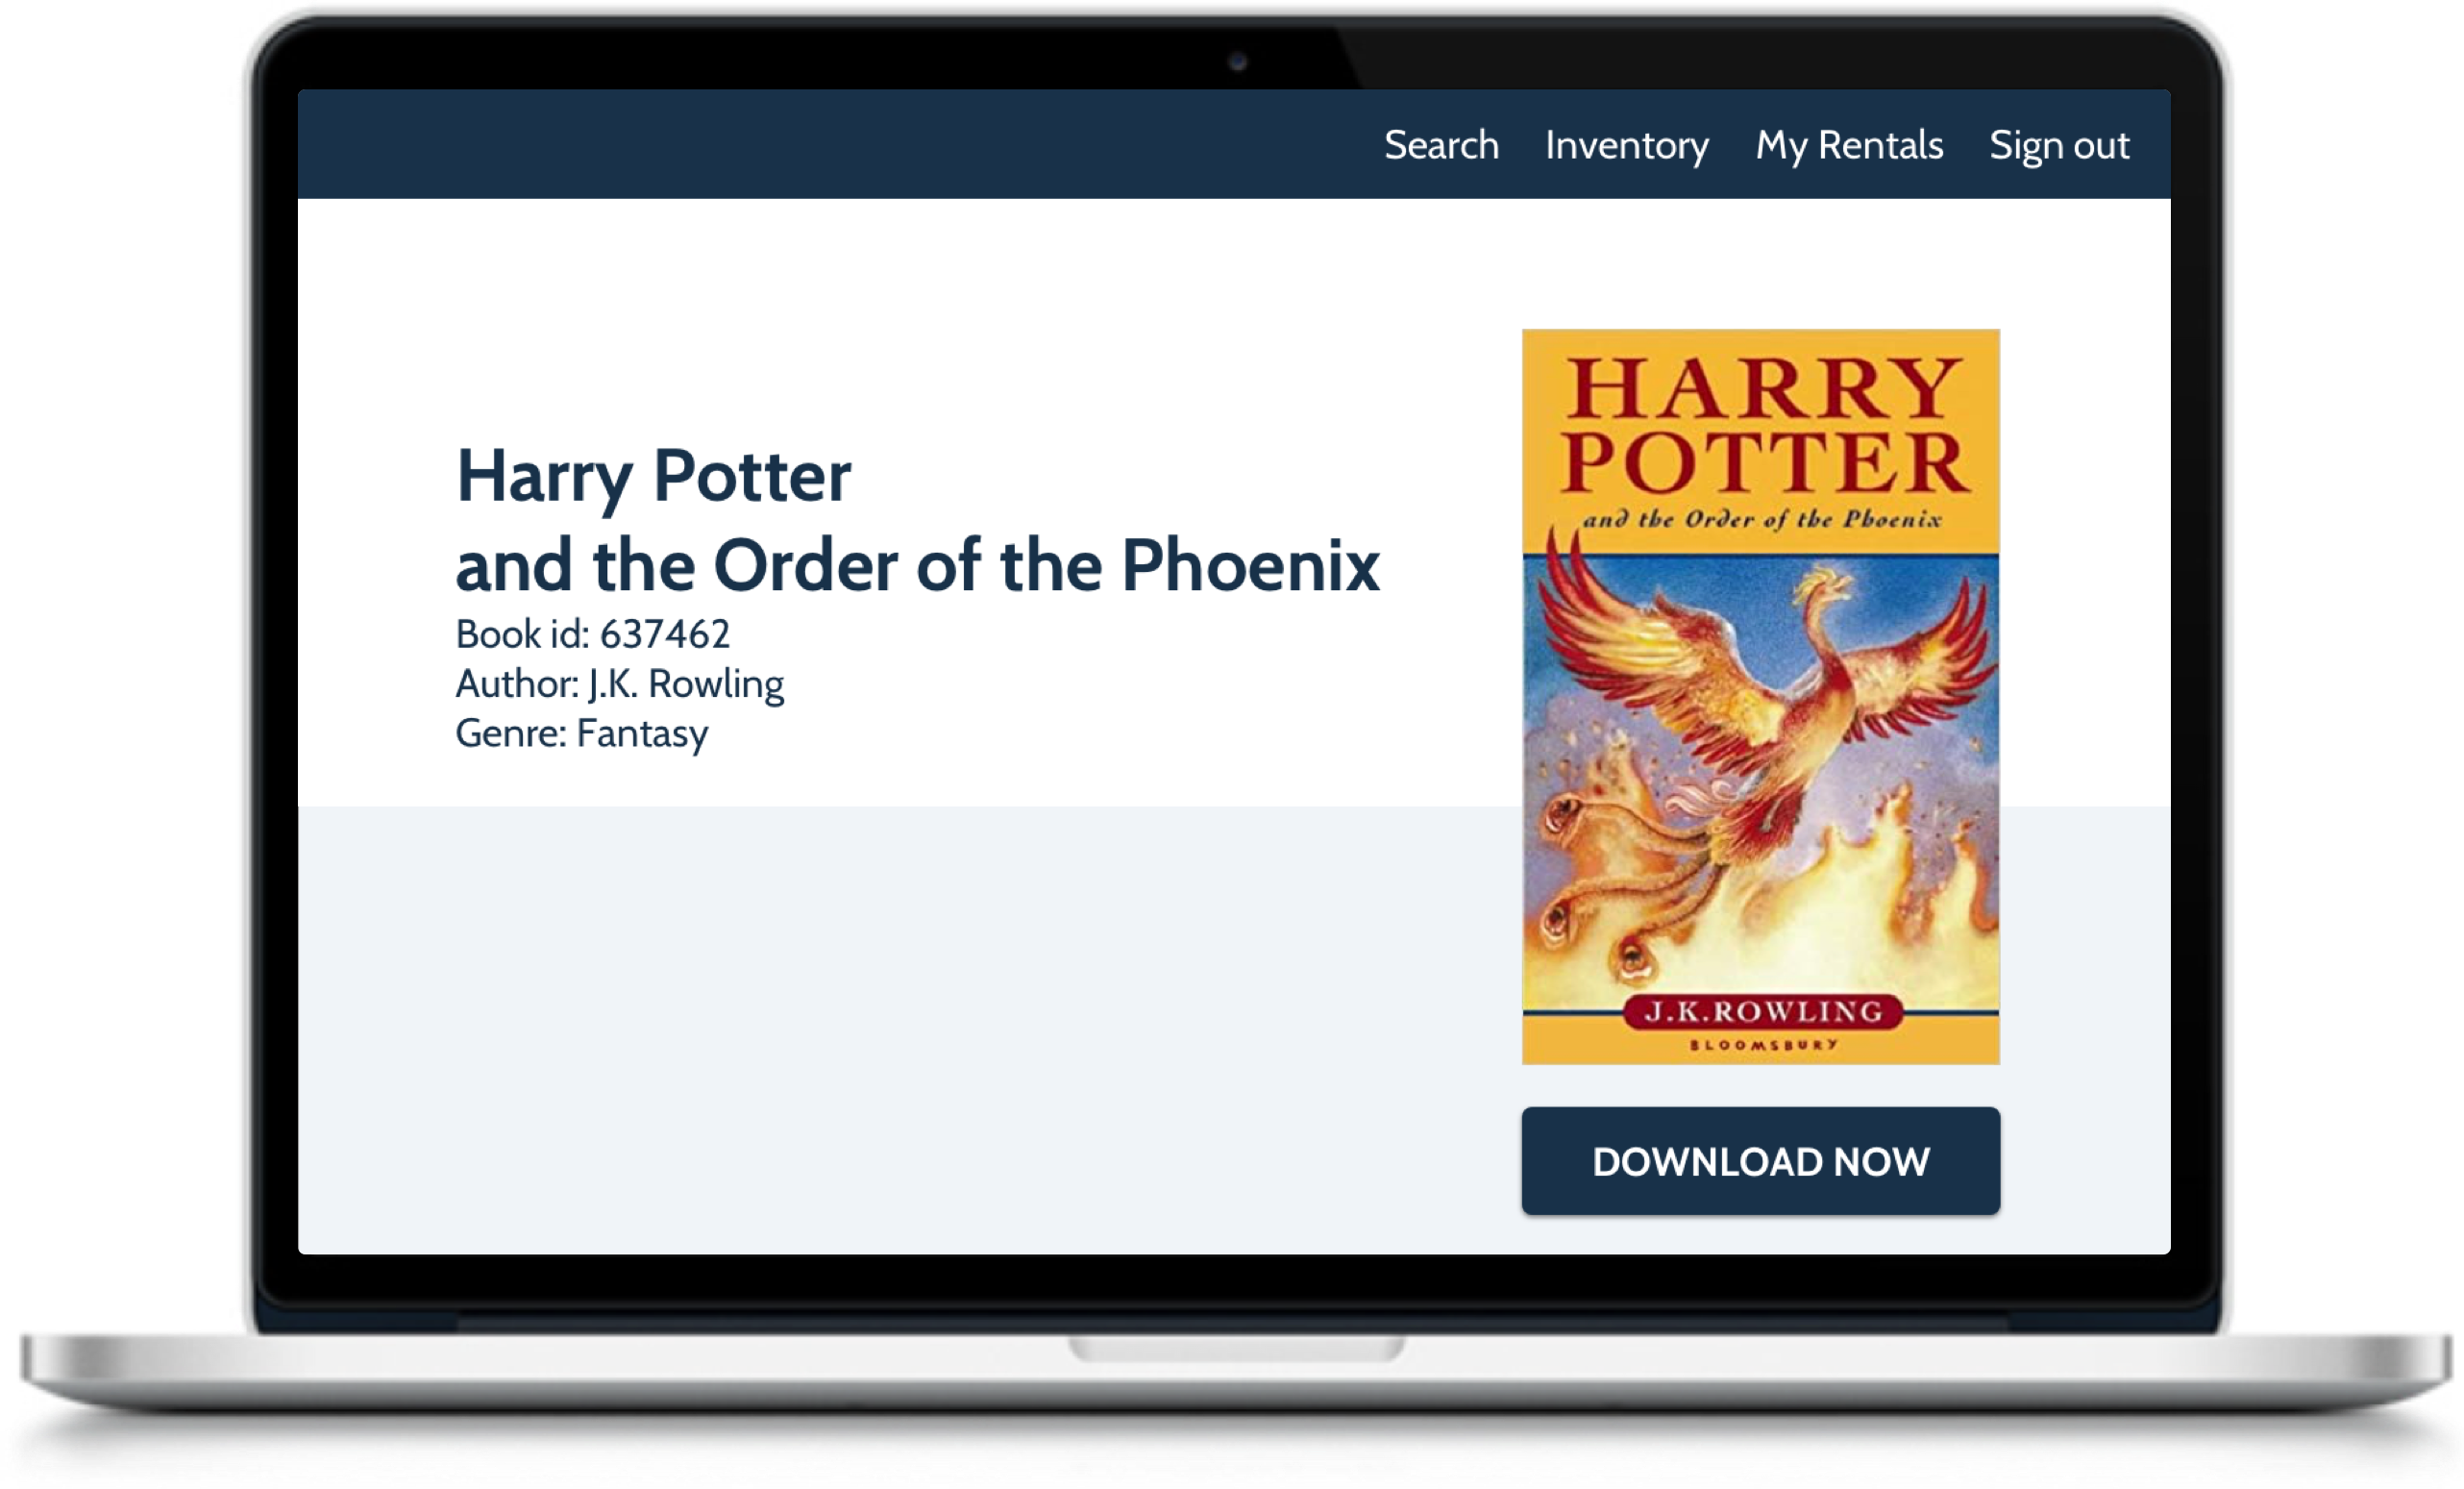 Search Inventory My Rentals Sign out
Harry Potter
and the Order of the Phoenix
Book id: 637462
Author: J.K. Rowling
Genre: Fantasy
HARRY
POTTER
and the Order of the Phoenix
J.K.ROWLING
BLOOMSBURY
DOWNLOAD NOW